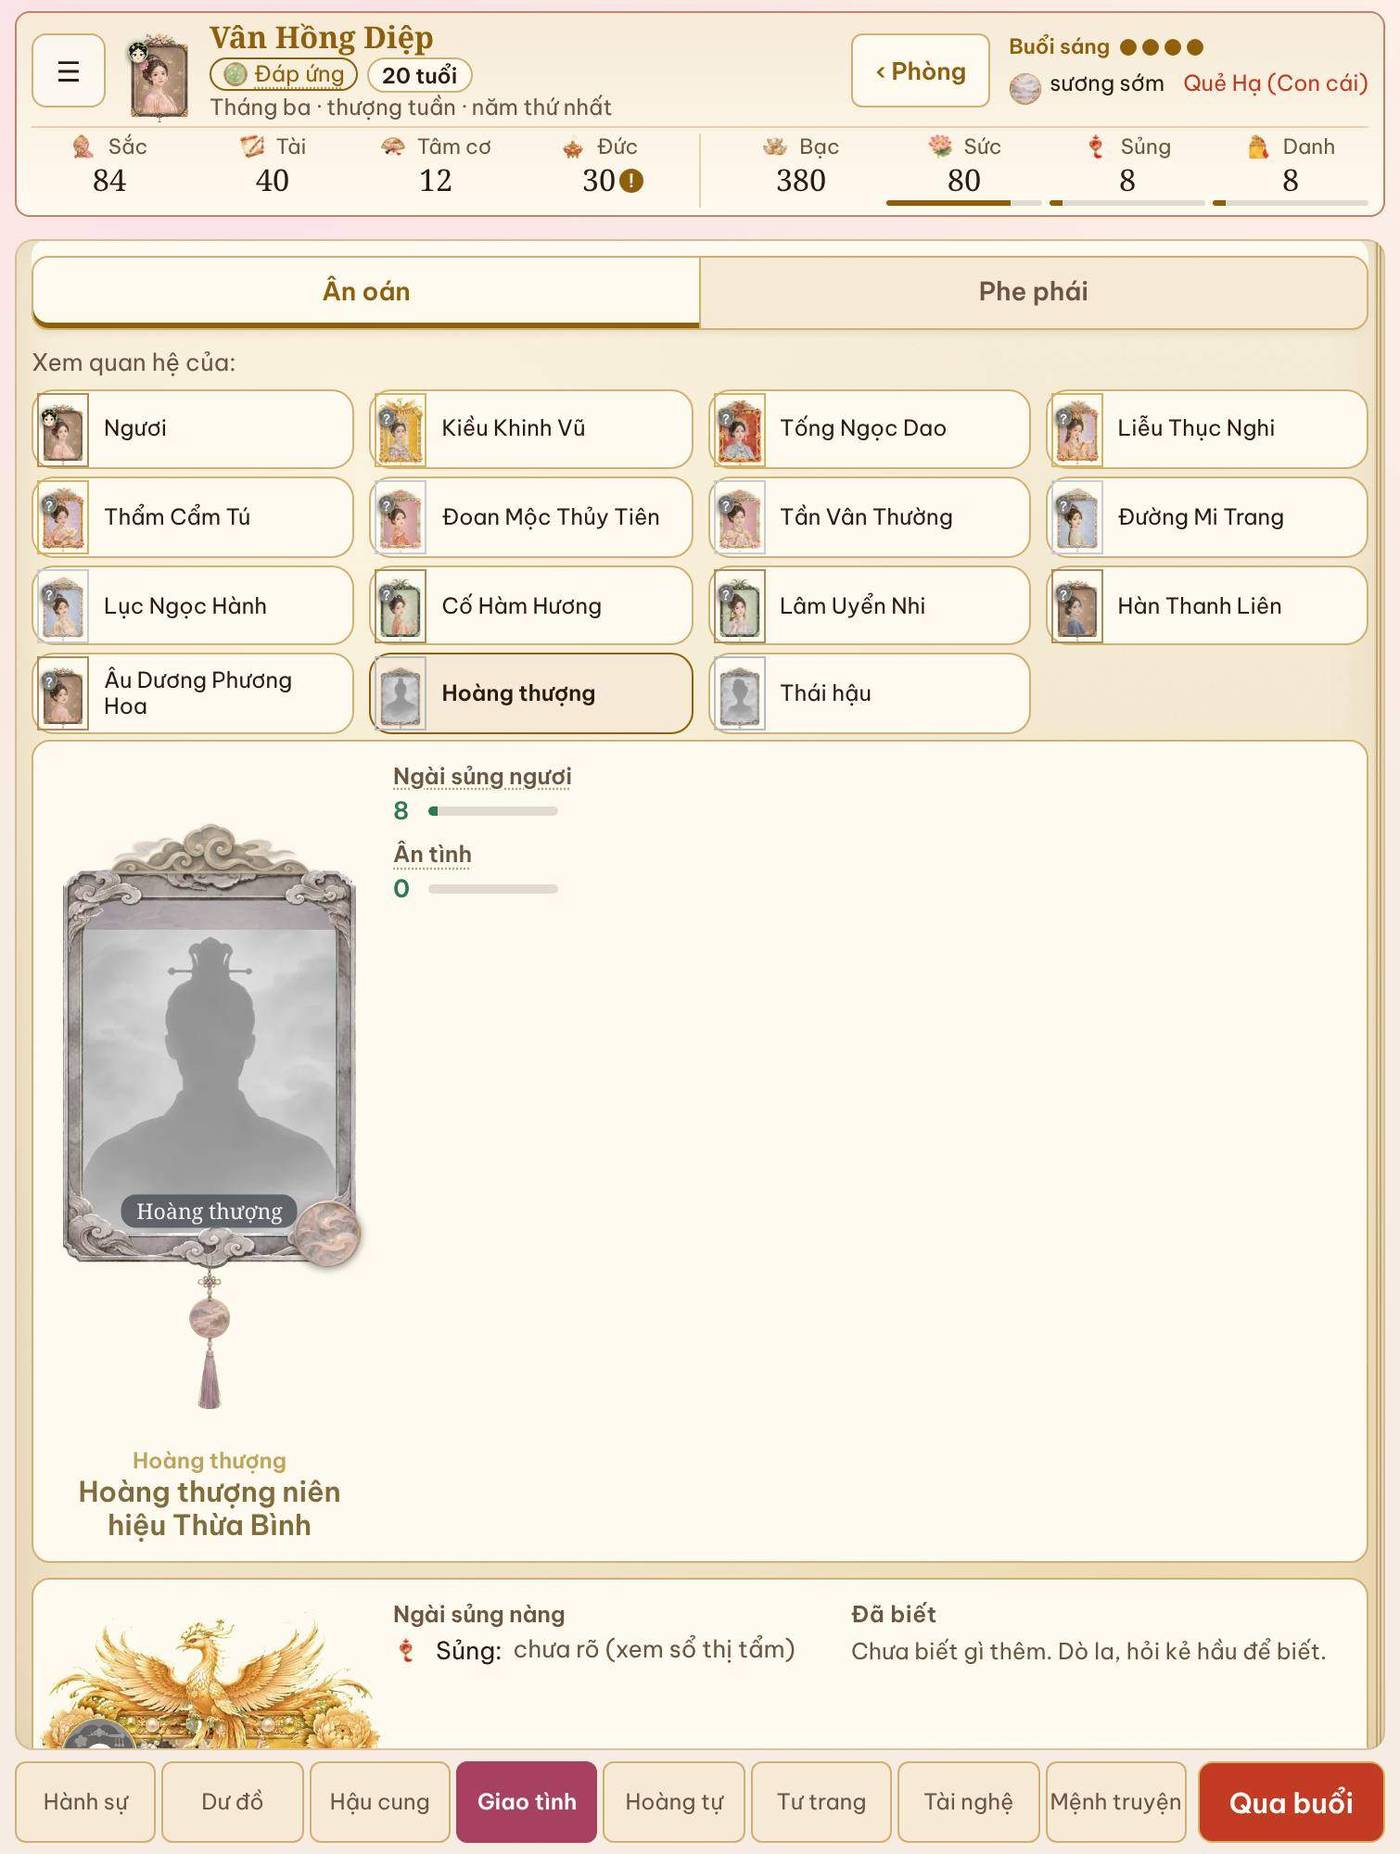 Vân Hồng Diệp
Đáp ứng
20 tuổi
Tháng ba · thượng tuần · năm thứ nhất
‹ Phòng
Buổi sáng
sương sớm
Quẻ Hạ (Con cái)
Sắc
84
Tài
40
Tâm cơ
12
Đức
30 !
Bạc
380
Sức
80
Sủng
8
Danh
8
Ân oán
Phe phái
Xem quan hệ của:
Ngươi
? Kiều Khinh Vũ
? Tống Ngọc Dao
? Liễu Thục Nghi
? Thẩm Cẩm Tú
? Đoan Mộc Thủy Tiên
? Tần Vân Thường
? Đường Mi Trang
? Lục Ngọc Hành
? Cố Hàm Hương
? Lâm Uyển Nhi
? Hàn Thanh Liên
? Âu Dương Phương
Hoa
Hoàng thượng
Thái hậu
Ngài sủng ngươi
8
Ân tình
0
Hoàng thượng
Hoàng thượng
Hoàng thượng niên
hiệu Thừa Bình
Ngài sủng nàng
Sủng: chưa rõ (xem sổ thị tẩm)
Đã biết
Chưa biết gì thêm. Dò la, hỏi kẻ hầu để biết.
Hành sự
Dư đồ
Hậu cung
Giao tình
Hoàng tự
Tư trang
Tài nghệ
Mệnh truyện
Qua buổi